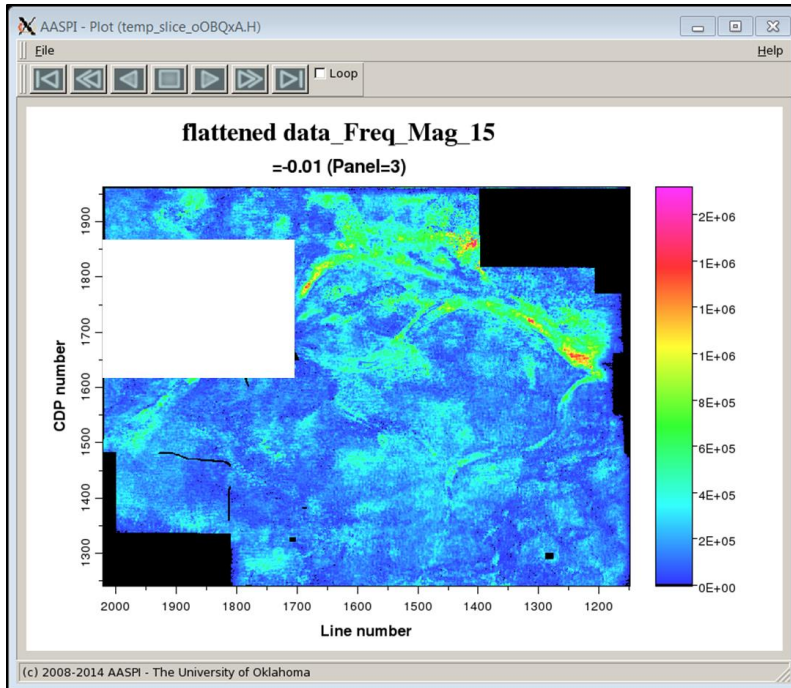 AASPI - Plot (temp_slice_oOBQxA.H)
File
Help
Loop
flattened data_Freq_Mag_15
=-0.01 (Panel=3)
CDP number
1900
1800
1700
1600
1500
1400
1300
2000 1900 1800 1700 1600 1500 1400 1300 1200
Line number
2E+06
1E+06
1E+06
1E+06
8E+05
6E+05
4E+05
2E+05
0E+00
(c) 2008-2014 AASPI - The University of Oklahoma